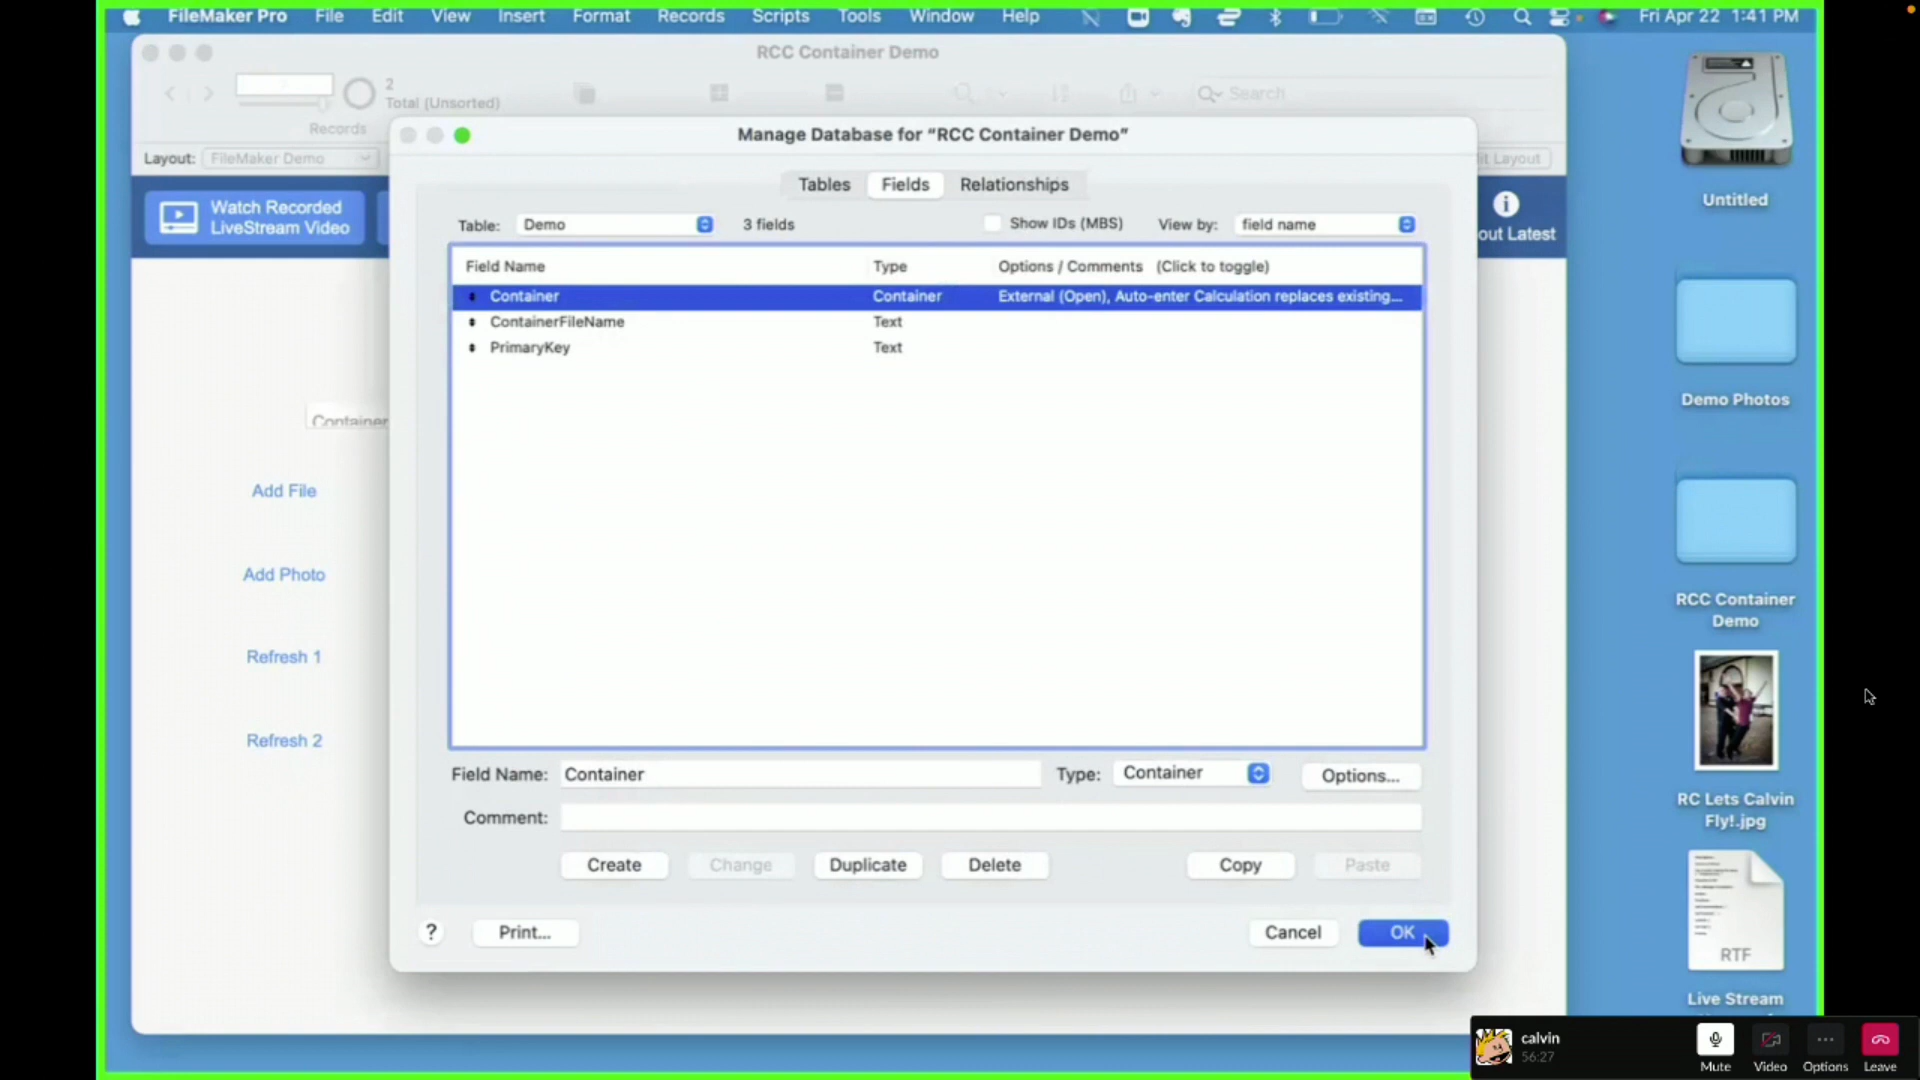 FileMaker Pro File Edit View Insert Format Records Scripts Tools Window Help Fri Apr 22 1:41 PM
RCC Container Demo
2
Total (Unsorted)
Search
Records
Layout: FileMaker Demo
Layout
Watch Recorded
LiveStream Video
out Latest
Container
Add File
Add Photo
Refresh 1
Refresh 2
Manage Database for “RCC Container Demo”
Tables Fields Relationships
Table: Demo 3 fields Show IDs (MBS) View by: field name
Field Name Type Options / Comments (Click to toggle)
Container Container External (Open), Auto-enter Calculation replaces existing...
ContainerFileName Text
PrimaryKey Text
Field Name: Container Type: Container Options...
Comment:
Create Change Duplicate Delete Copy Paste
? Print... Cancel OK
Untitled
Demo Photos
RCC Container
Demo
RC Lets Calvin
Fly!.jpg
RTF
Live Stream
calvin
56:27
Mute Video Options Leave